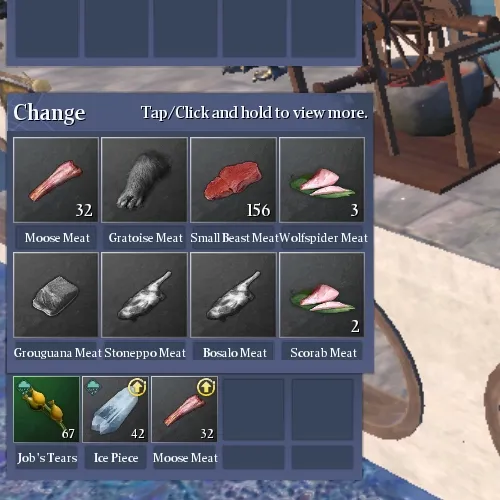 Change Tap/Click and hold to view more.
32 156 3
Moose Meat Gratoise Meat Small Beast Meat Wolfspider Meat
2
Grouguana Meat Stoneppo Meat Bosalo Meat Scorab Meat
67 42 32
Job's Tears Ice Piece Moose Meat